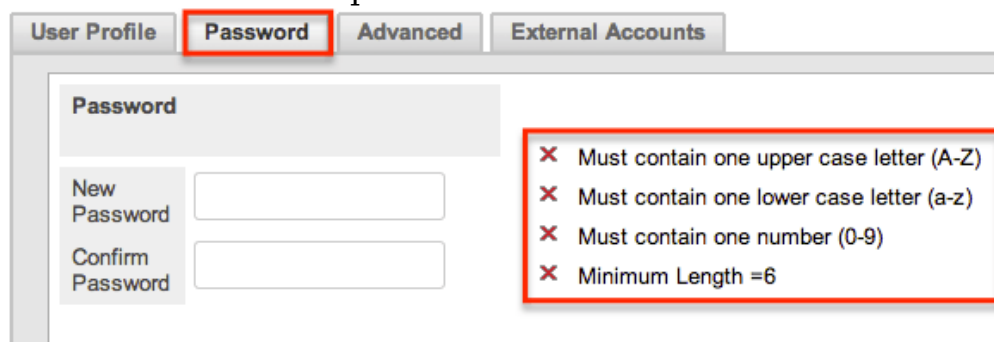 User Profile Password Advanced External Accounts
Password
New
Password
Confirm
Password
Must contain one upper case letter (A-Z)
Must contain one lower case letter (a-z)
Must contain one number (0-9)
Minimum Length =6